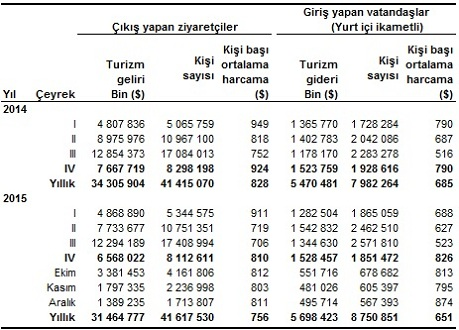 Çıkış yapan ziyaretçiler Giriş yapan vatandaşlar (Yurt içi ikametli)
Yıl Çeyrek Turizm geliri Bin ($) Kişi sayısı Kişi başı ortalama harcama ($) Turizm gideri Bin ($) Kişi sayısı Kişi başı ortalama harcama ($)
2014
I 4 807 836 5 065 759 949 1 365 770 1 728 284 790
II 8 975 976 10 967 100 818 1 402 783 2 042 086 687
III 12 854 373 17 084 013 752 1 178 170 2 283 278 516
IV 7 667 719 8 298 198 924 1 523 759 1 928 616 790
Yıllık 34 305 904 41 415 070 828 5 470 481 7 982 264 685
2015
I 4 868 890 5 344 575 911 1 282 504 1 865 059 688
II 7 733 677 10 751 351 719 1 542 832 2 462 510 627
III 12 294 189 17 408 994 706 1 344 630 2 571 810 523
IV 6 568 022 8 112 611 810 1 528 457 1 851 472 826
Ekim 3 381 453 4 161 806 812 551 716 678 682 813
Kasım 1 797 335 2 236 998 803 481 026 605 397 795
Aralık 1 389 235 1 713 807 811 495 714 567 393 874
Yıllık 31 464 777 41 617 530 756 5 698 423 8 750 851 651